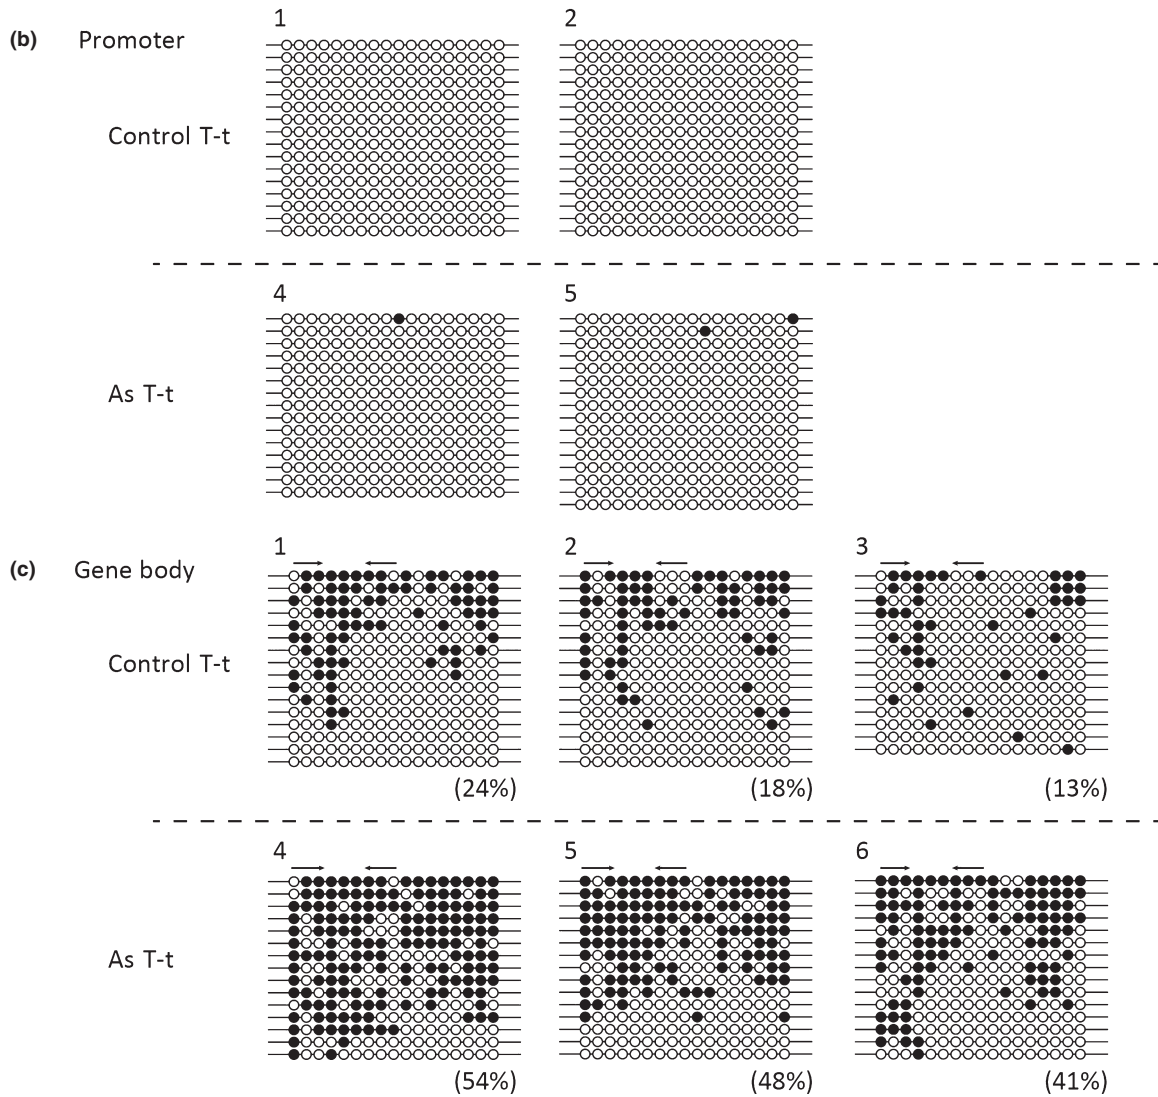 1 2
(b) Promoter
Control T-t
4 5
As T-t
1 2 3
(c) Gene body
Control T-t
(24%) (18%) (13%)
4 5 6
As T-t
(54%) (48%) (41%)